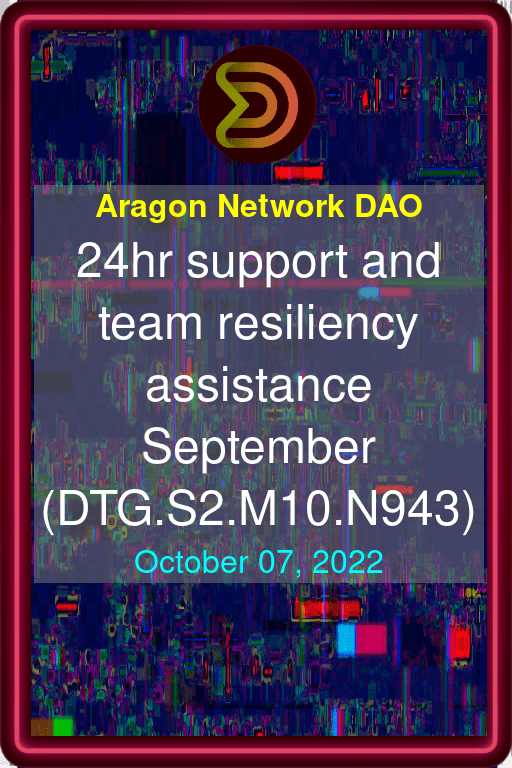 Aragon Network DAO
24hr support and
team resiliency
assistance
September
(DTG.S2.M10.N943)
October 07, 2022